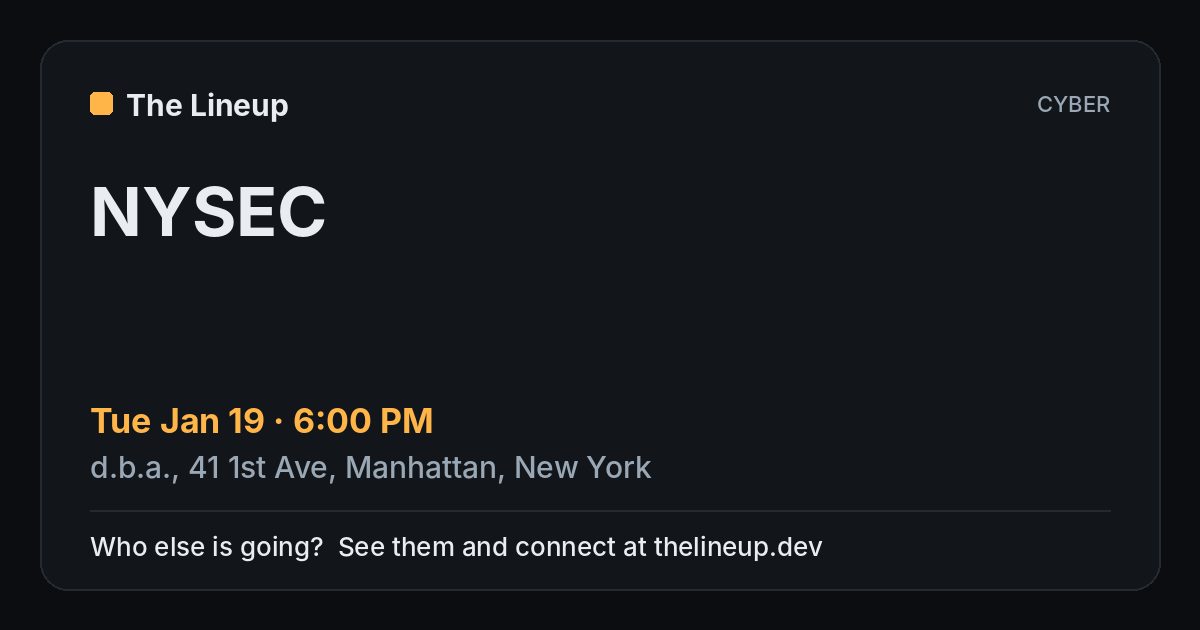 The Lineup
CYBER
NYSEC
Tue Jan 19 · 6:00 PM
d.b.a., 41 1st Ave, Manhattan, New York
Who else is going?  See them and connect at thelineup.dev